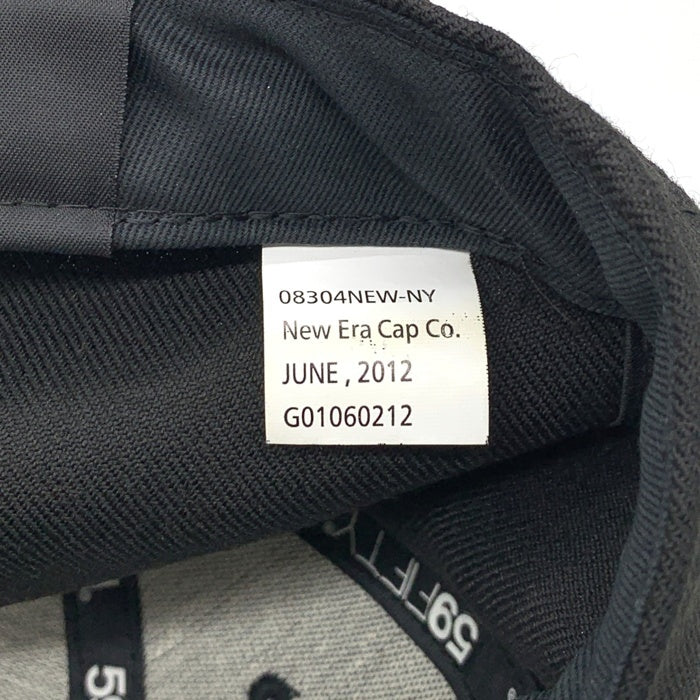 08304NEW-NY
New Era Cap Co.
JUNE , 2012
G01060212
59FIFTY